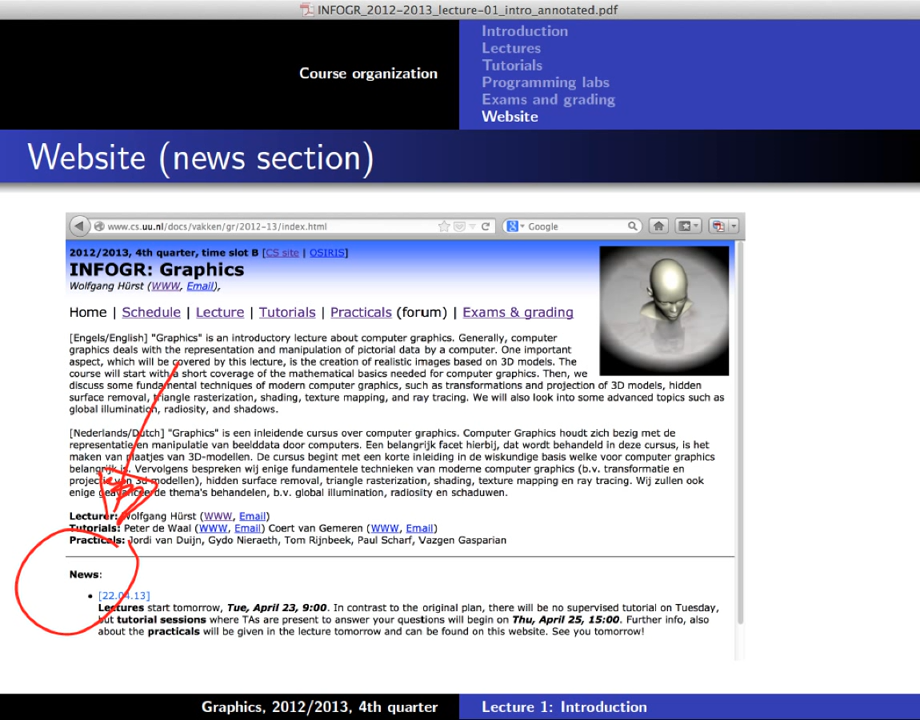 INFOGR_2012-2013_lecture-01_intro_annotated.pdf
Course organization
Introduction
Lectures
Tutorials
Programming labs
Exams and grading
Website
Website (news section)
www.cs.uu.nl/docs/vakken/gr/2012-13/index.html
Google
2012/2013, 4th quarter, time slot B [CS site | OSIRIS]
INFOGR: Graphics
Wolfgang Hürst (WWW, Email),
Home | Schedule | Lecture | Tutorials | Practicals (forum) | Exams & grading
[Engels/English] "Graphics" is an introductory lecture about computer graphics. Generally, computer
graphics deals with the representation and manipulation of pictorial data by a computer. One important
aspect, which will be covered by this lecture, is the creation of realistic images based on 3D models. The
course will start with a short coverage of the mathematical basics needed for computer graphics. Then, we
discuss some fundamental techniques of modern computer graphics, such as transformations and projection of 3D models, hidden
surface removal, triangle rasterization, shading, texture mapping, and ray tracing. We will also look into some advanced topics such as
global illumination, radiosity, and shadows.
[Nederlands/Dutch] "Graphics" is een inleidende cursus over computer graphics. Computer Graphics houdt zich bezig met de
representatie en manipulatie van beelddata door computers. Een belangrijk facet hierbij, dat wordt behandeld in deze cursus, is het
maken van plaatjes van 3D-modellen. De cursus begint met een korte inleiding in de wiskundige basis welke voor computer graphics
belangrijk is. Vervolgens bespreken wij enige fundamentele technieken van moderne computer graphics (b.v. transformatie en
projectie von 3d modellen), hidden surface removal, triangle rasterization, shading, texture mapping en ray tracing. Wij zullen ook
enige geavanceerde thema's behandelen, b.v. global illumination, radiosity en schaduwen.
Lecturer: Wolfgang Hürst (WWW, Email)
Tutorials: Peter de Waal (WWW, Email) Coert van Gemeren (WWW, Email)
Practicals: Jordi van Duijn, Gydo Nieraeth, Tom Rijnbeek, Paul Scharf, Vazgen Gasparian
News:
[22.04.13]
Lectures start tomorrow, Tue, April 23, 9:00. In contrast to the original plan, there will be no supervised tutorial on Tuesday,
but tutorial sessions where TAs are present to answer your questions will begin on Thu, April 25, 15:00. Further info, also
about the practicals will be given in the lecture tomorrow and can be found on this website. See you tomorrow!
Graphics, 2012/2013, 4th quarter
Lecture 1: Introduction